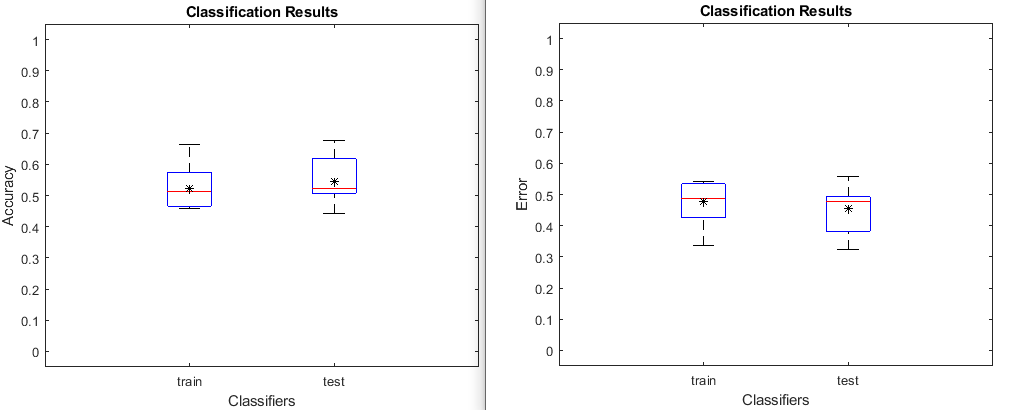 Classification Results
1
0.9
0.8
0.7
0.6
0.5
0.4
0.3
0.2
0.1
0
Accuracy
train test
Classifiers
Classification Results
1
0.9
0.8
0.7
0.6
0.5
0.4
0.3
0.2
0.1
0
Error
train test
Classifiers